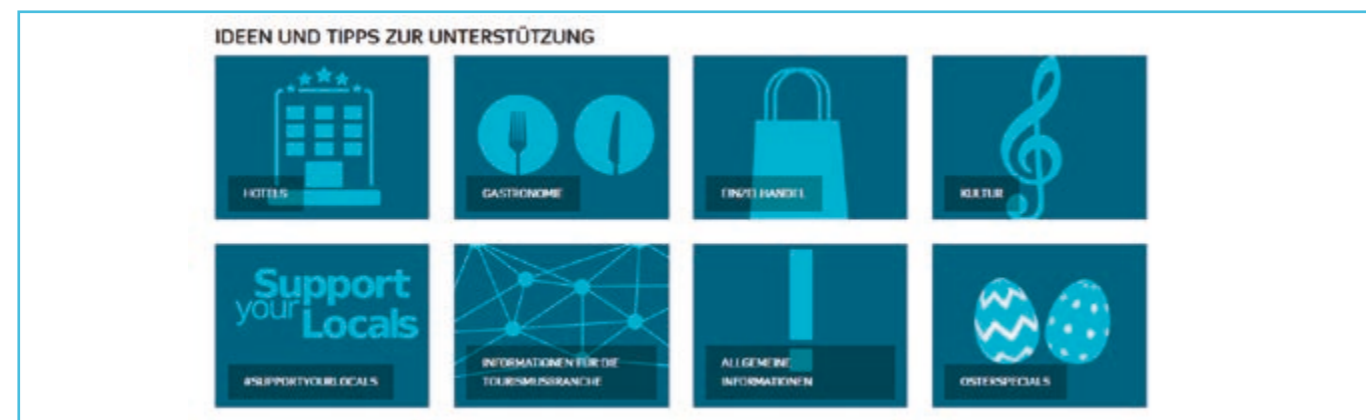 IDEEN UND TIPPS ZUR UNTERSTÜTZUNG
HOTELS
GASTRONOMIE
EINZELHANDEL
KULTUR
Support
your Locals
#SUPPORTYOURLOCALS
INFORMATIONEN FÜR DIE
TOURISMUSBRANCHE
ALLGEMEINE
INFORMATIONEN
OSTERSPECIALS